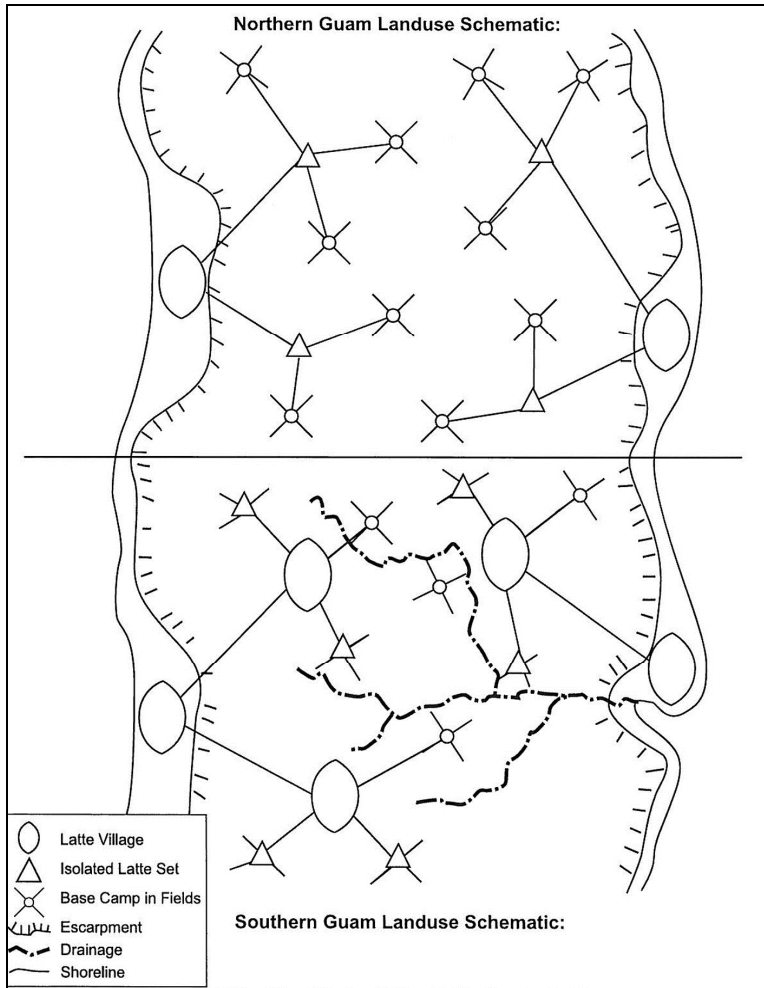 Northern Guam Landuse Schematic:
Latte Village
Isolated Latte Set
Base Camp in Fields
Escarpment
Drainage
Shoreline
Southern Guam Landuse Schematic: